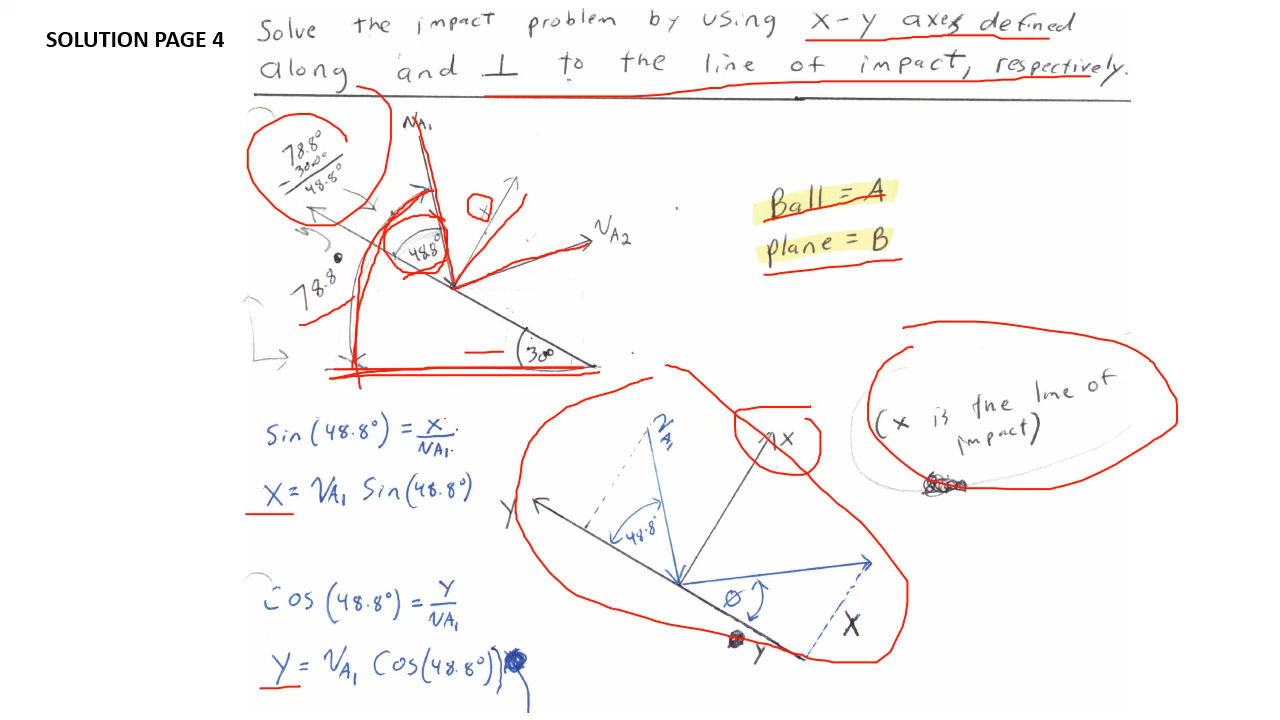 SOLUTION PAGE 4
Solve the impact problem by using x-y axes defined
along and ⊥ to the line of impact, respectively.
78.8°
- 30.0°
48.8°
VA1
x
VA2
48.8°
78.8°
30°
Ball = A
plane = B
(x is the line of
impact)
Sin(48.8°) = X/VA1
X = VA1 Sin(48.8°)
Cos(48.8°) = Y/VA1
Y = VA1 Cos(48.8°)
VA1
X
Y
48.8°
Ø
X
Y